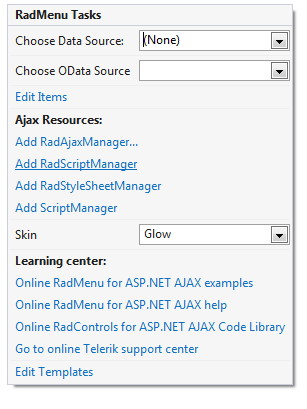 RadMenu Tasks
Choose Data Source: (None)
Choose OData Source
Edit Items
Ajax Resources:
Add RadAjaxManager...
Add RadScriptManager
Add RadStyleSheetManager
Add ScriptManager
Skin Glow
Learning center:
Online RadMenu for ASP.NET AJAX examples
Online RadMenu for ASP.NET AJAX help
Online RadControls for ASP.NET AJAX Code Library
Go to online Telerik support center
Edit Templates